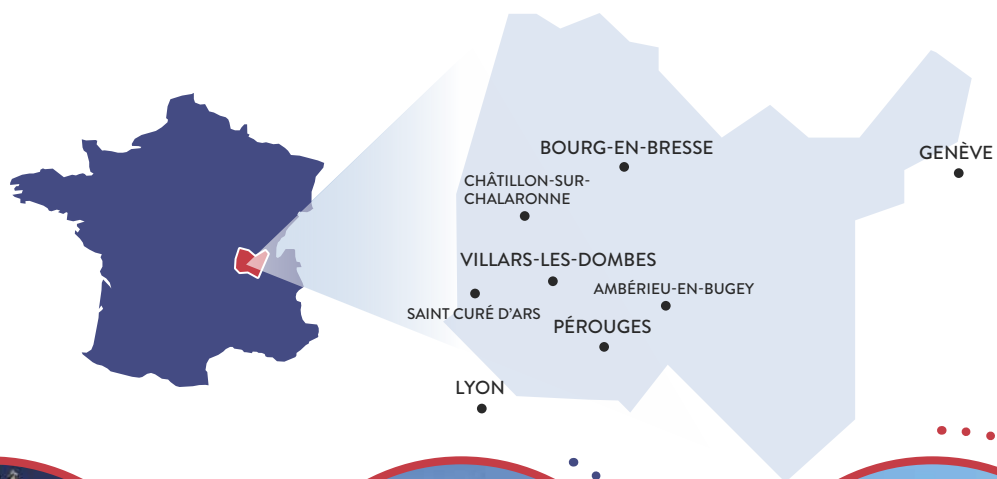 BOURG-EN-BRESSE
GENÈVE
CHÂTILLON-SUR-
CHALARONNE
VILLARS-LES-DOMBES
AMBÉRIEU-EN-BUGEY
SAINT CURÉ D'ARS
PÉROUGES
LYON